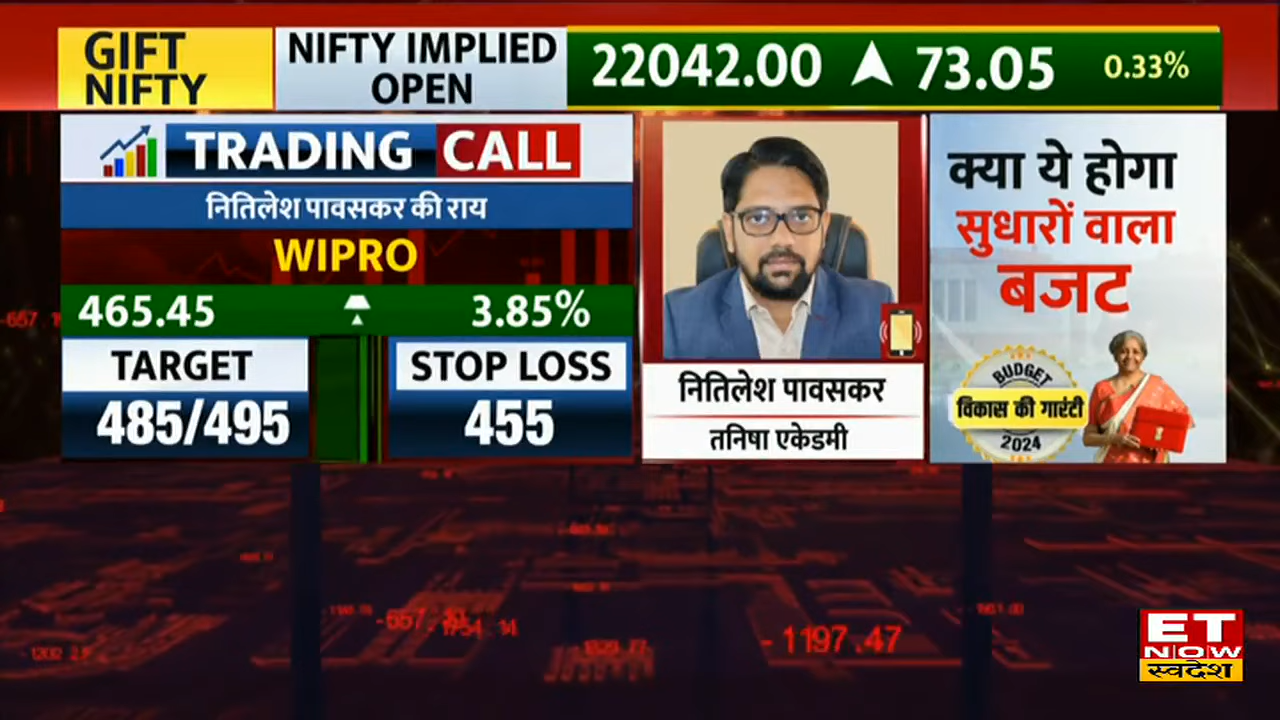 GIFT
NIFTY
NIFTY IMPLIED
OPEN
22042.00 ▲ 73.05 0.33%
TRADING CALL
नितिलेश पावसकर की राय
WIPRO
465.45 3.85%
TARGET
485/495
STOP LOSS
455
नितिलेश पावसकर
तनिषा एकेडमी
क्या ये होगा
सुधारों वाला
बजट
BUDGET
विकास की गारंटी
2024
- 1197.47
ET
NOW
स्वदेश